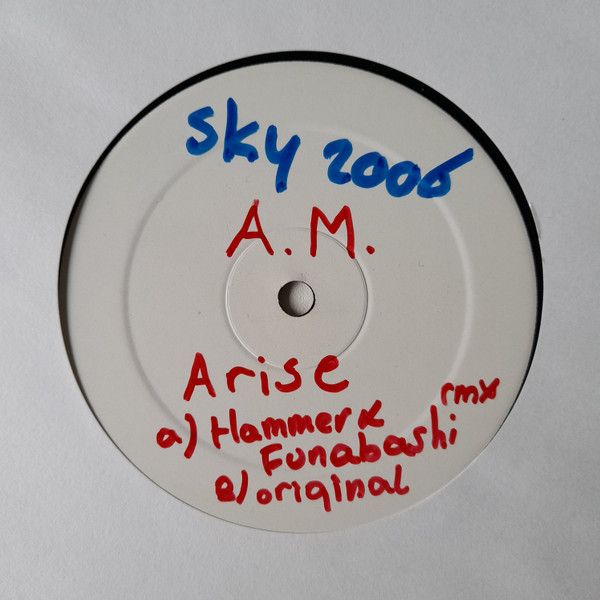 sky 2006
A.M.
Arise
a) Hammer & Funabashi rmx
B) original